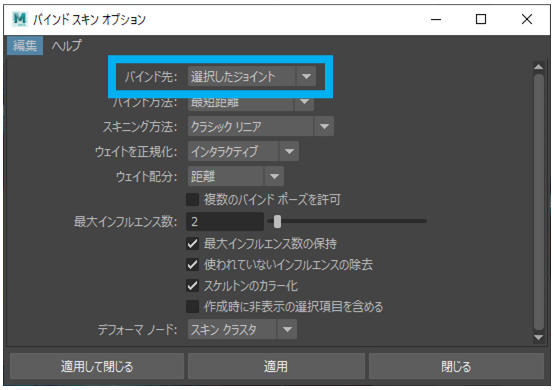 バインド スキン オプション
編集 ヘルプ
バインド先: 選択したジョイント
バインド方法: 最短距離
スキニング方法: クラシック リニア
ウェイトを正規化: インタラクティブ
ウェイト配分: 距離
複数のバインド ポーズを許可
最大インフルエンス数: 2
最大インフルエンス数の保持
使われていないインフルエンスの除去
スケルトンのカラー化
作成時に非表示の選択項目を含める
デフォーマ ノード: スキン クラスタ
適用して閉じる 適用 閉じる